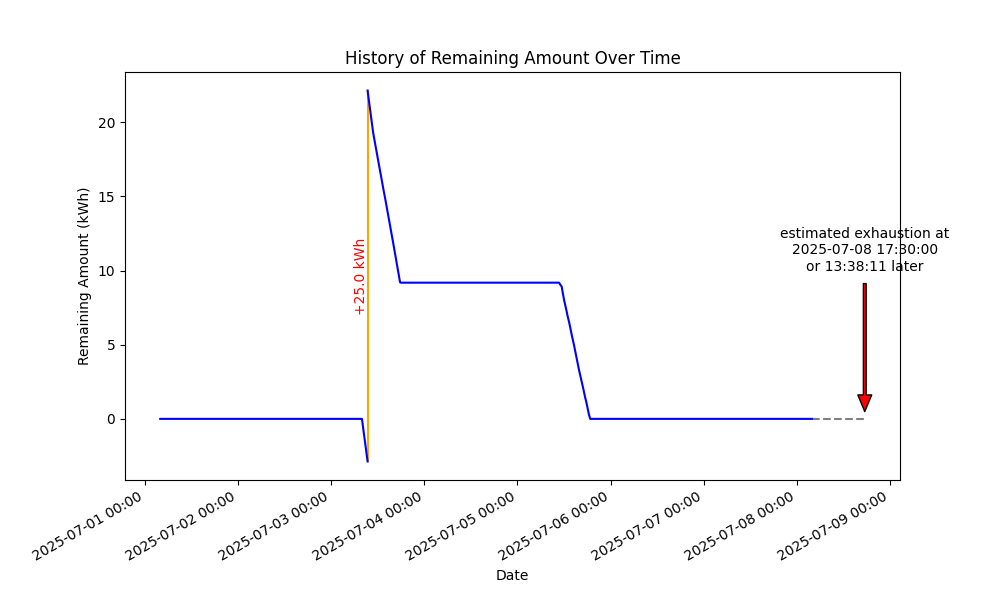 History of Remaining Amount Over Time
Remaining Amount (kWh)
20
15
10
5
0
+25.0 kWh
estimated exhaustion at
2025-07-08 17:30:00
or 13:38:11 later
2025-07-01 00:00
2025-07-02 00:00
2025-07-03 00:00
2025-07-04 00:00
2025-07-05 00:00
2025-07-06 00:00
2025-07-07 00:00
2025-07-08 00:00
2025-07-09 00:00
Date